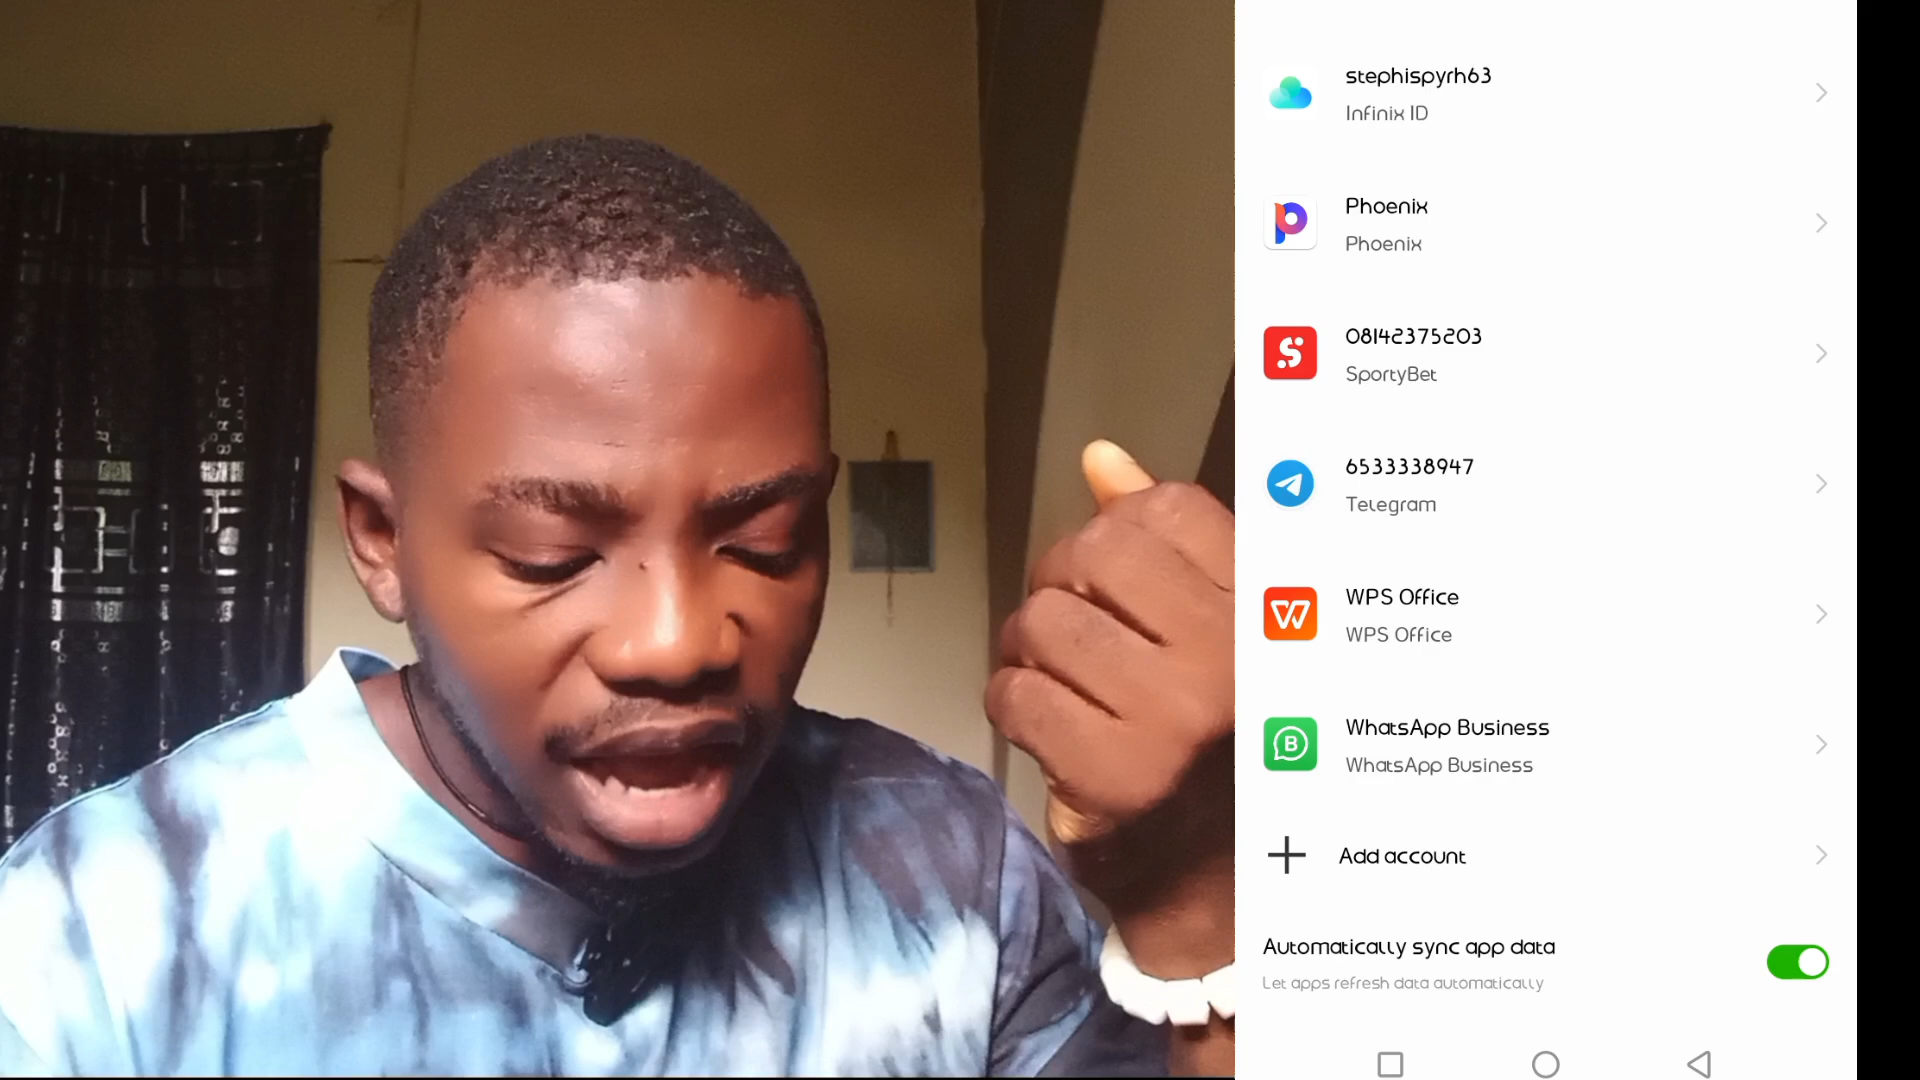 stephispyrh63
Infinix ID
Phoenix
Phoenix
08142375203
SportyBet
6533338947
Telegram
WPS Office
WPS Office
WhatsApp Business
WhatsApp Business
Add account
Automatically sync app data
Let apps refresh data automatically